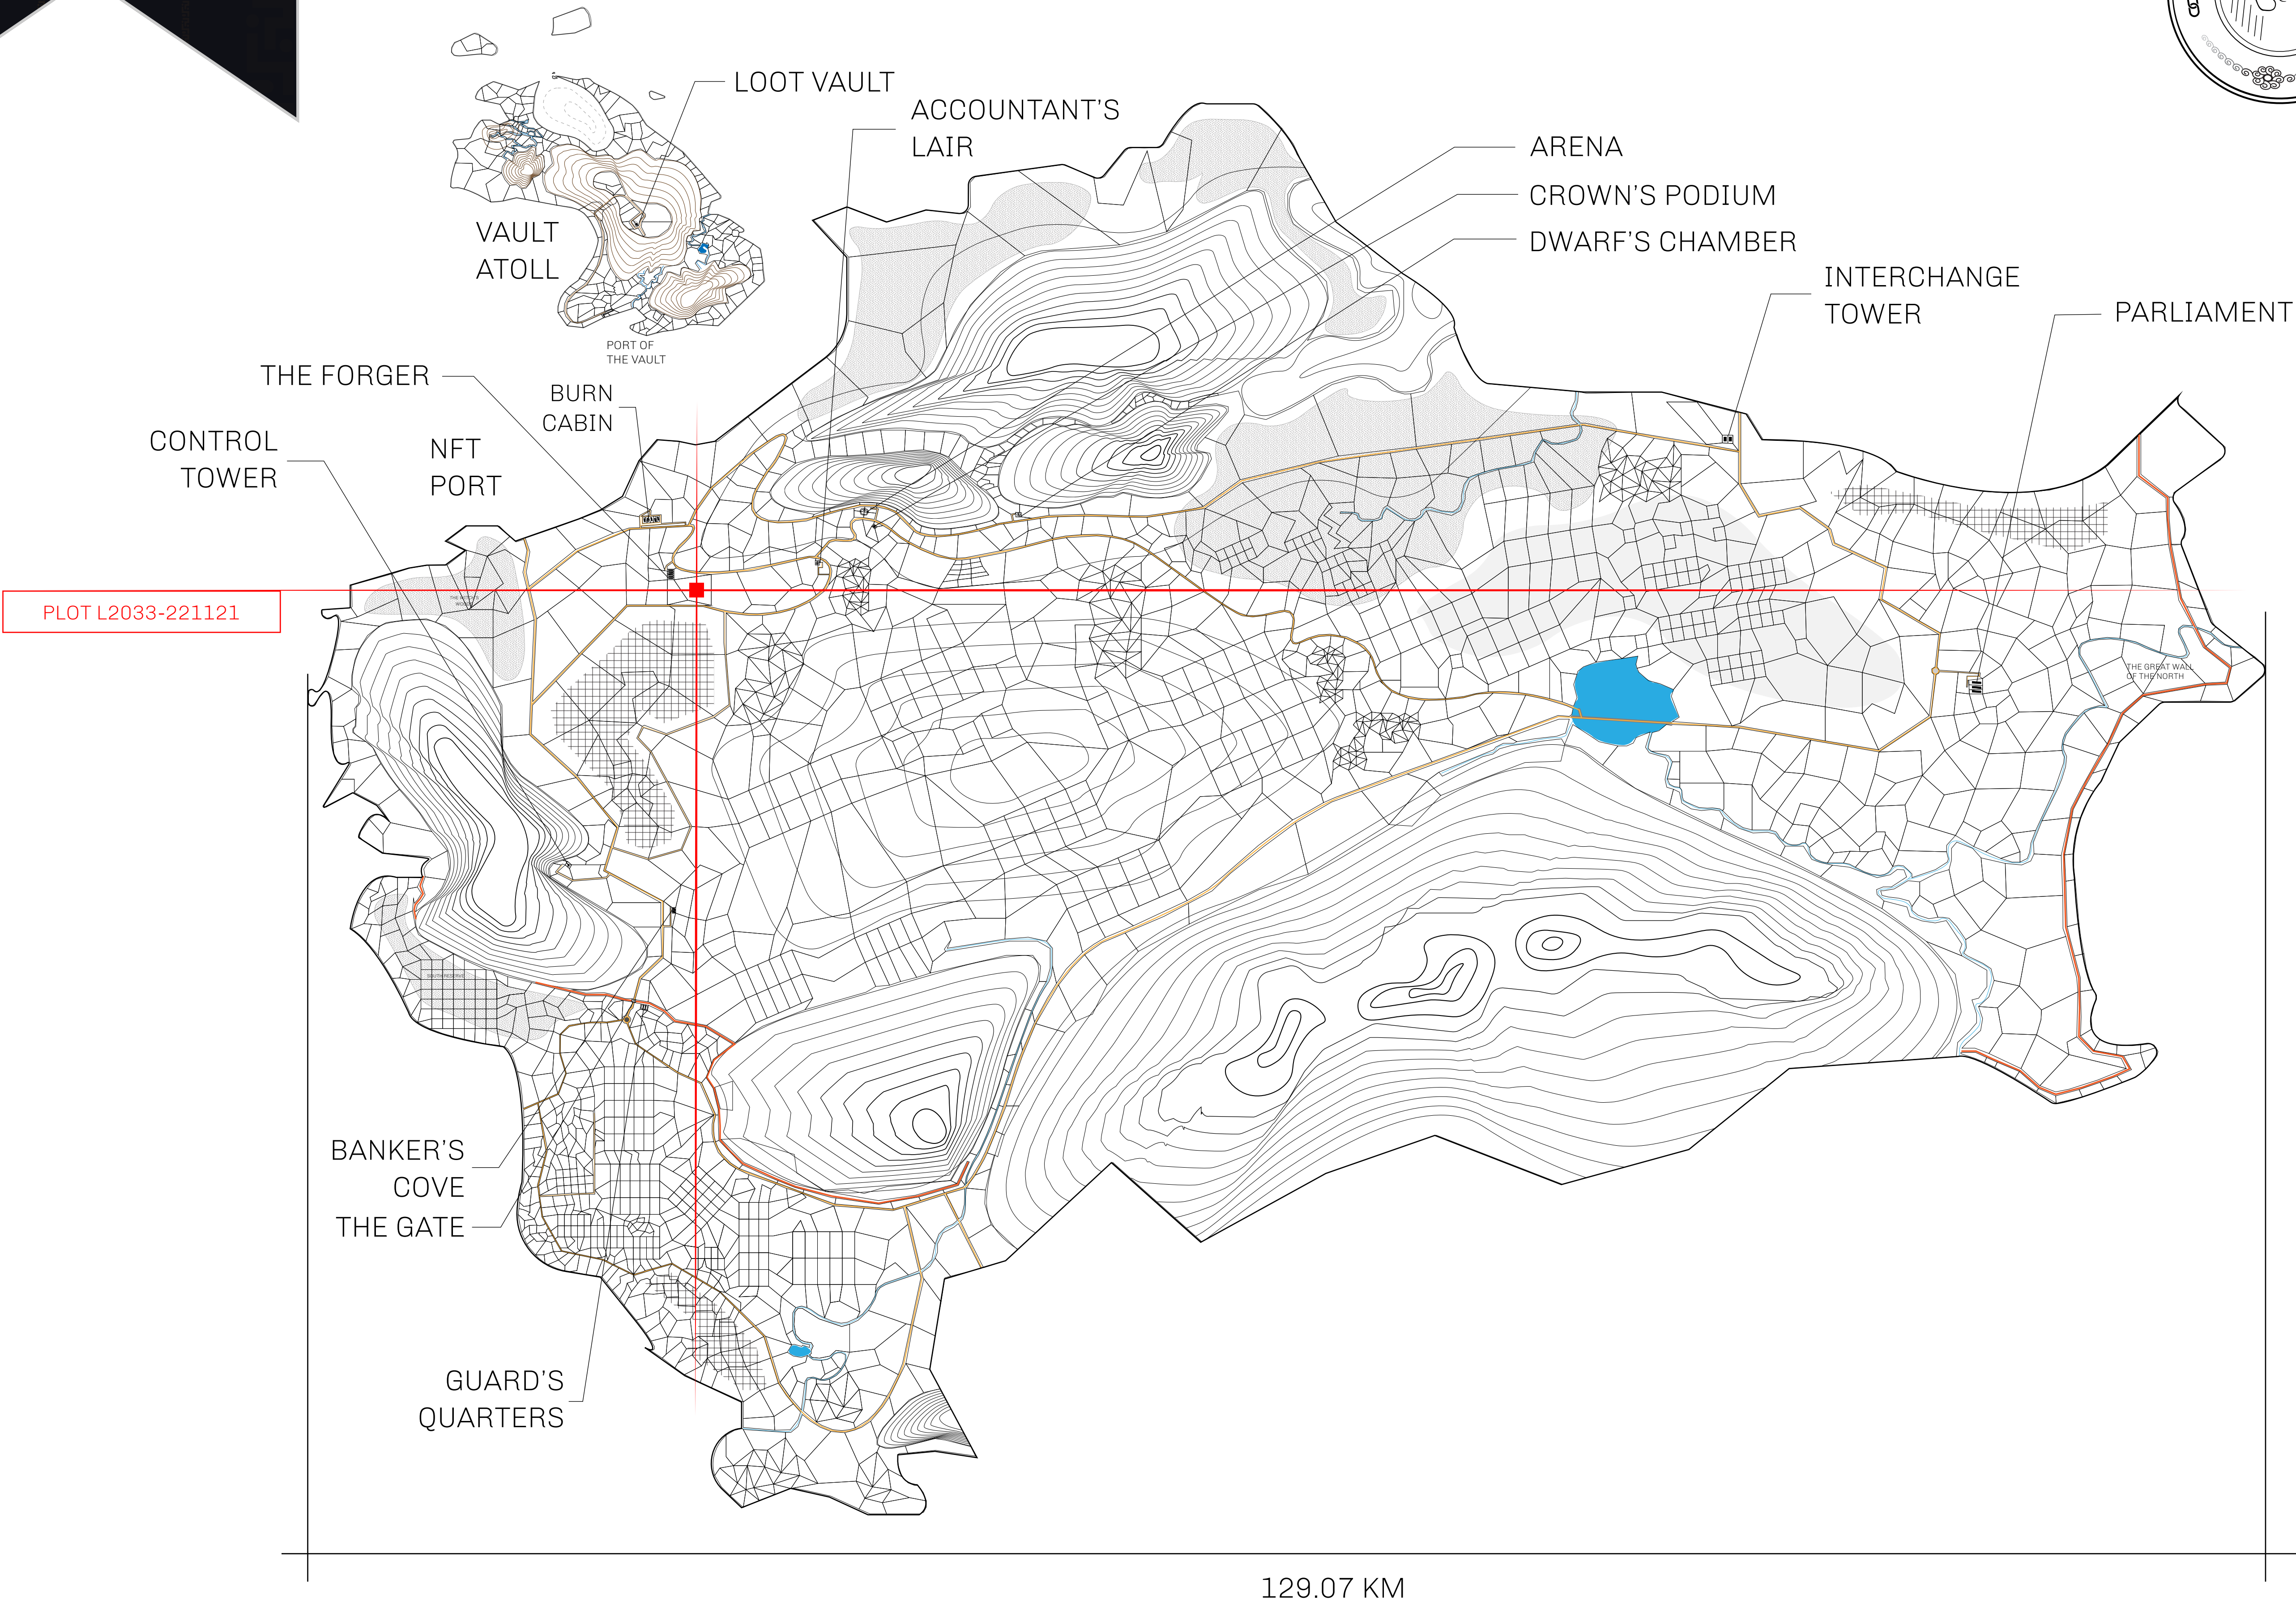 LOOT VAULT
ACCOUNTANT'S
LAIR
ARENA
CROWN'S PODIUM
DWARF'S CHAMBER
VAULT
ATOLL
INTERCHANGE
TOWER
PARLIAMENT
PORT OF
THE VAULT
THE FORGER
BURN
CABIN
CONTROL
TOWER
NFT
PORT
PLOT L2033-221121
THE GREAT WALL
OF THE NORTH
SOUTH RESERVE
BANKER'S
COVE
THE GATE
GUARD'S
QUARTERS
129.07 KM